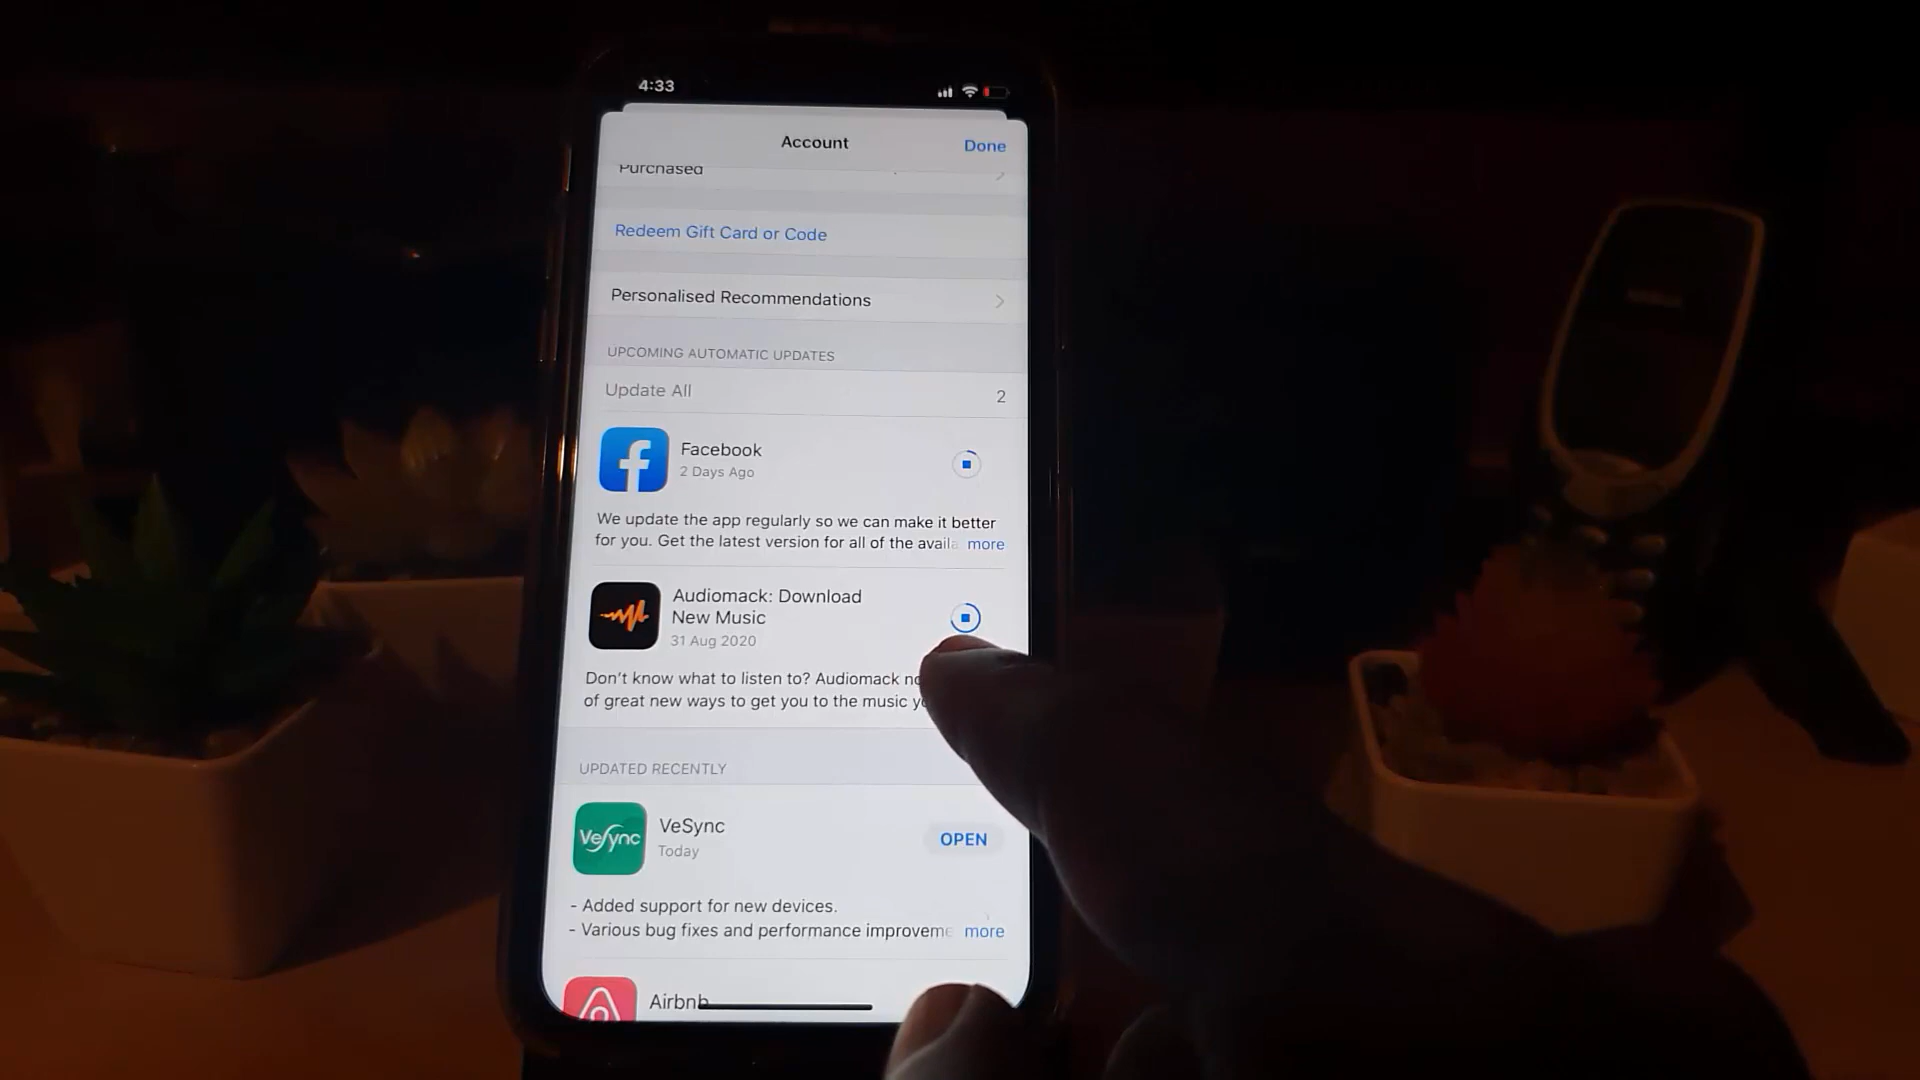 4:33
Account
Done
Purchased
Redeem Gift Card or Code
Personalised Recommendations
UPCOMING AUTOMATIC UPDATES
Update All
2
Facebook
2 Days Ago
We update the app regularly so we can make it better
for you. Get the latest version for all of the availa more
Audiomack: Download
New Music
31 Aug 2020
Don't know what to listen to? Audiomack
of great new ways to get you to the music
UPDATED RECENTLY
VeSync
VeSync
Today
OPEN
- Added support for new devices.
- Various bug fixes and performance improveme more
Airbnb